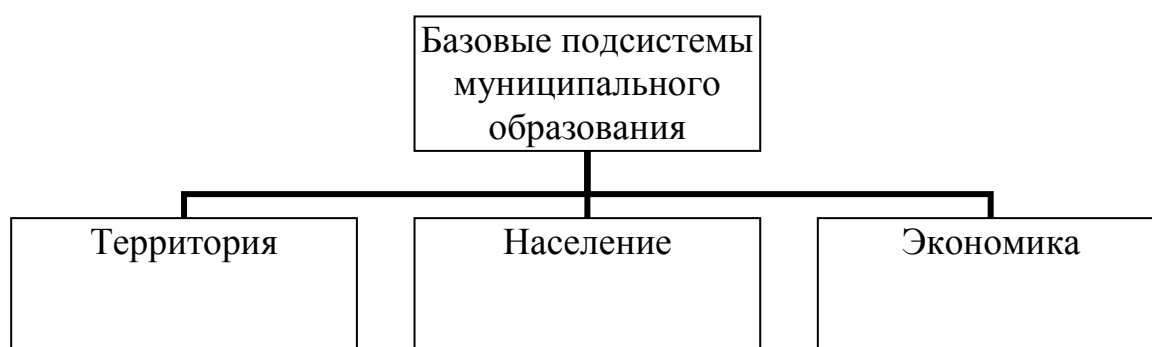 Базовые подсистемы
муниципального
образования
Территория
Население
Экономика